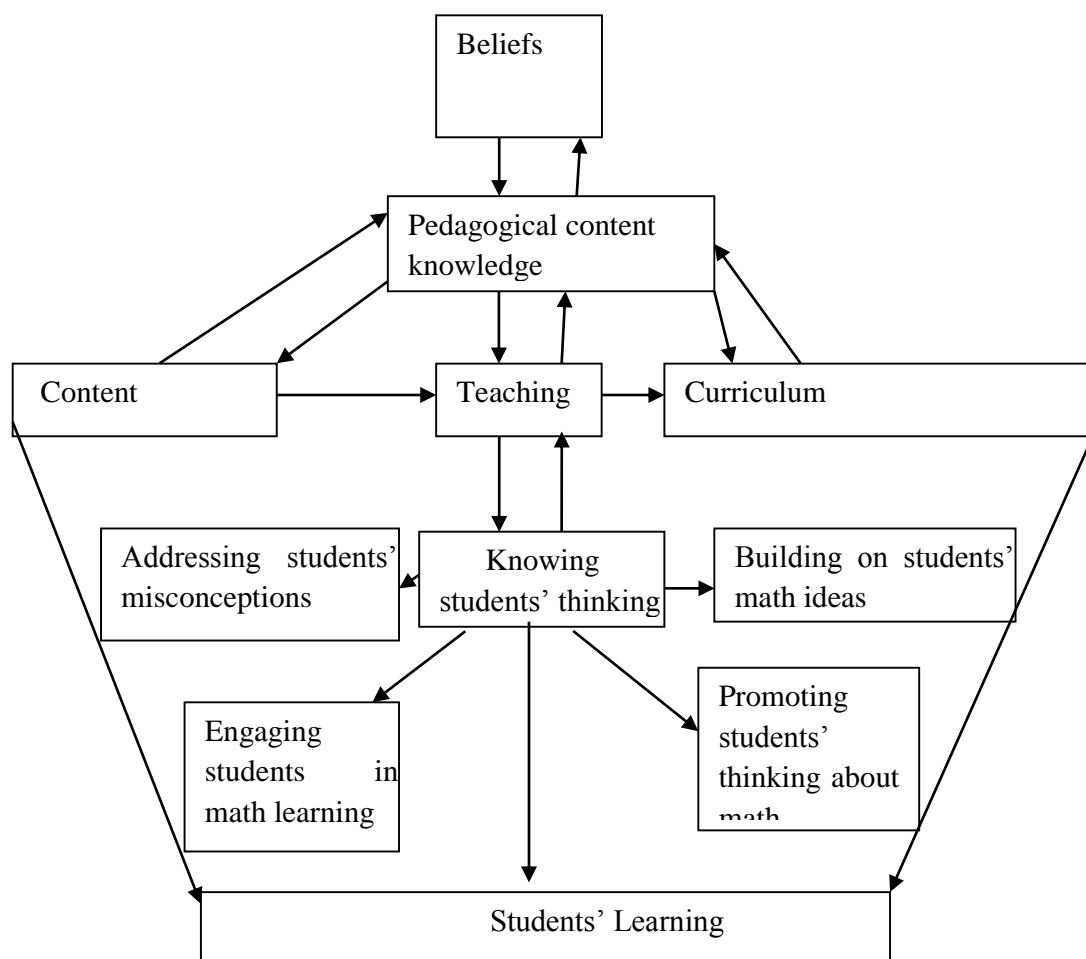 Beliefs
Pedagogical content
knowledge
Content
Teaching
Curriculum
Addressing students’
misconceptions
Knowing
students’ thinking
Building on students’
math ideas
Engaging
students in
math learning
Promoting
students’
thinking about
math
Students’ Learning